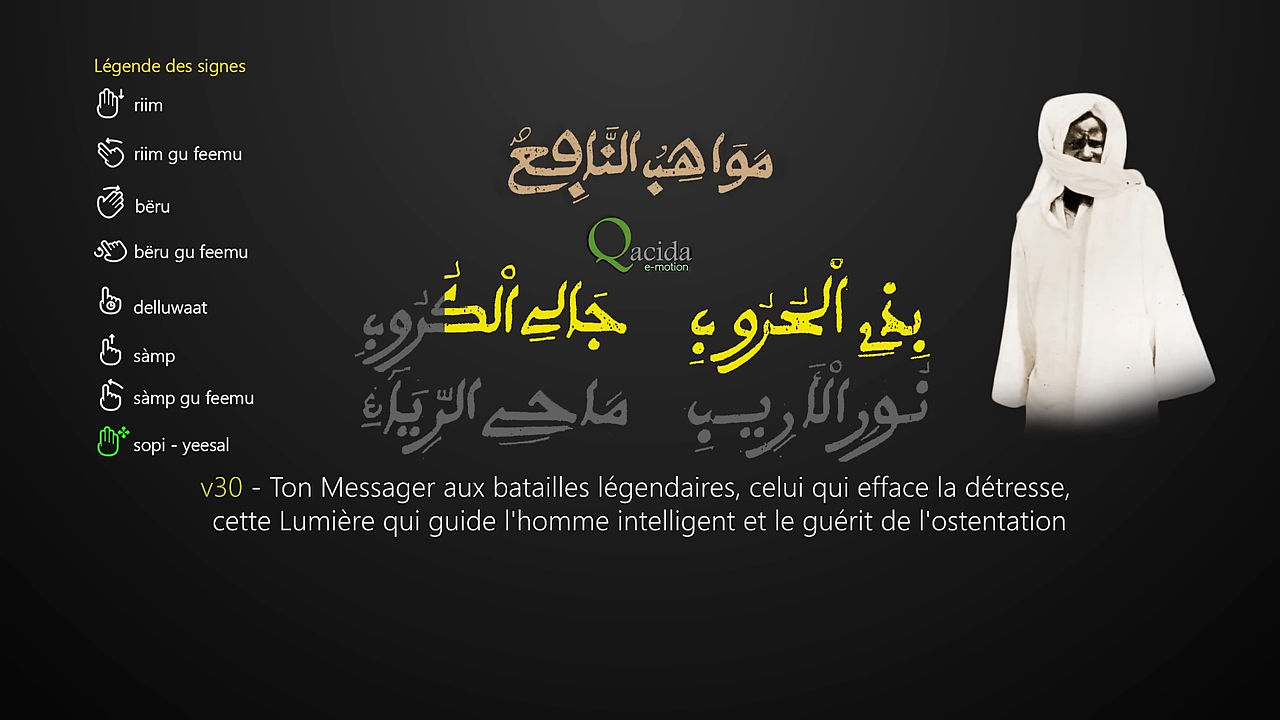 Légende des signes
riim
riim gu feemu
bëru
bëru gu feemu
delluwaat
sàmp
sàmp gu feemu
sopi - yeesal
مَوَاهِبُ النَّافِعُ
Qacida
e-motion
بِذِي الْحُرُوبِ جَالِي الْكُرُوبِ
نُورِ الْأَرِيبِ مَاحِي الرِّيَاءِ
v30 - Ton Messager aux batailles légendaires, celui qui efface la détresse,
cette Lumière qui guide l'homme intelligent et le guérit de l'ostentation